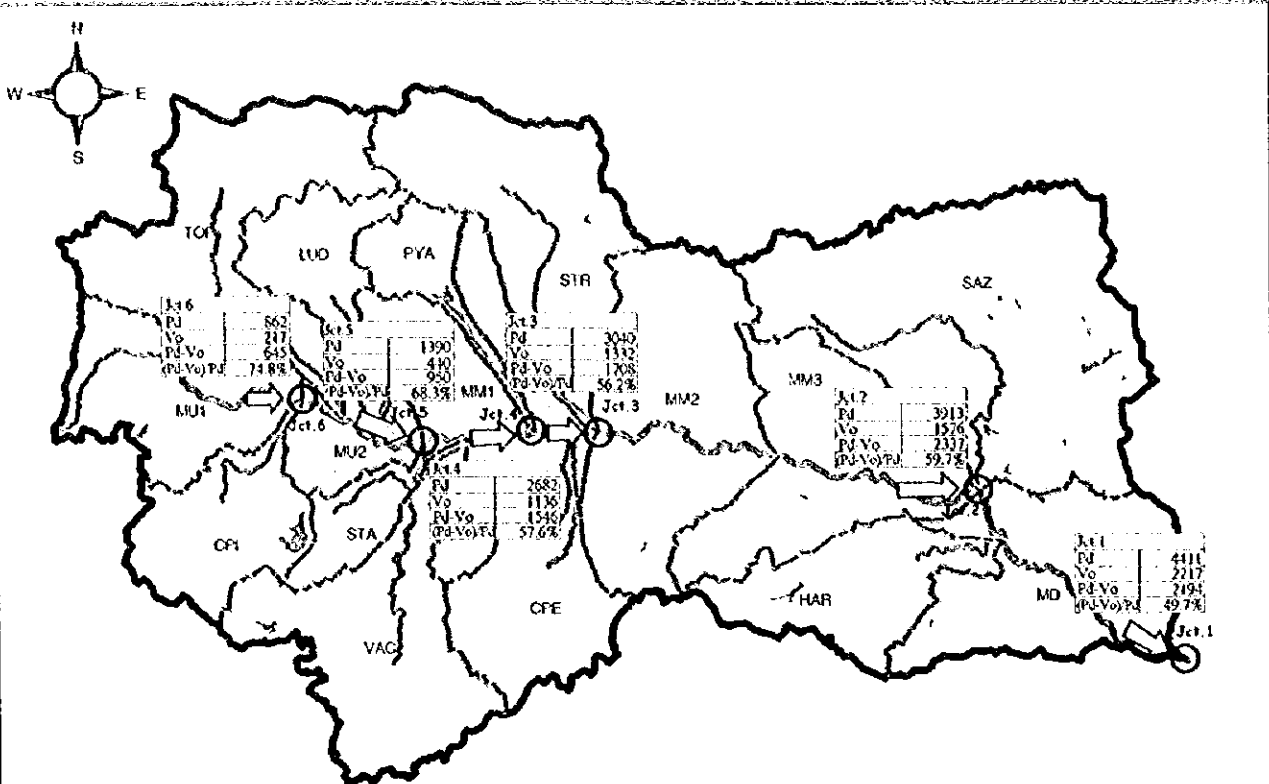 N
W E
S
TOP
LUD
PYA
STR
SAZ
Jct.6
Pd 862
Vo 217
Pd-Vo 645
(Pd-Vo)/Pd 74.8%
Jct.5
Pd 1390
Vo 440
Pd-Vo 950
(Pd-Vo)/Pd 68.3%
Jct.3
Pd 3040
Vo 1332
Pd-Vo 1708
(Pd-Vo)/Pd 56.2%
MU1
MM1
MM2
MM3
Jct.6
Jct.5
Jct.4
Jct.3
Jct.2
Pd 3913
Vo 1576
Pd-Vo 2337
(Pd-Vo)/Pd 59.7%
MU2
Jct.4
Pd 2682
Vo 1136
Pd-Vo 1546
(Pd-Vo)/Pd 57.6%
STA
Jct.1
Pd 4411
Vo 2217
Pd-Vo 2194
(Pd-Vo)/Pd 49.7%
CPE
HAR
MD
VAC
Jct.1